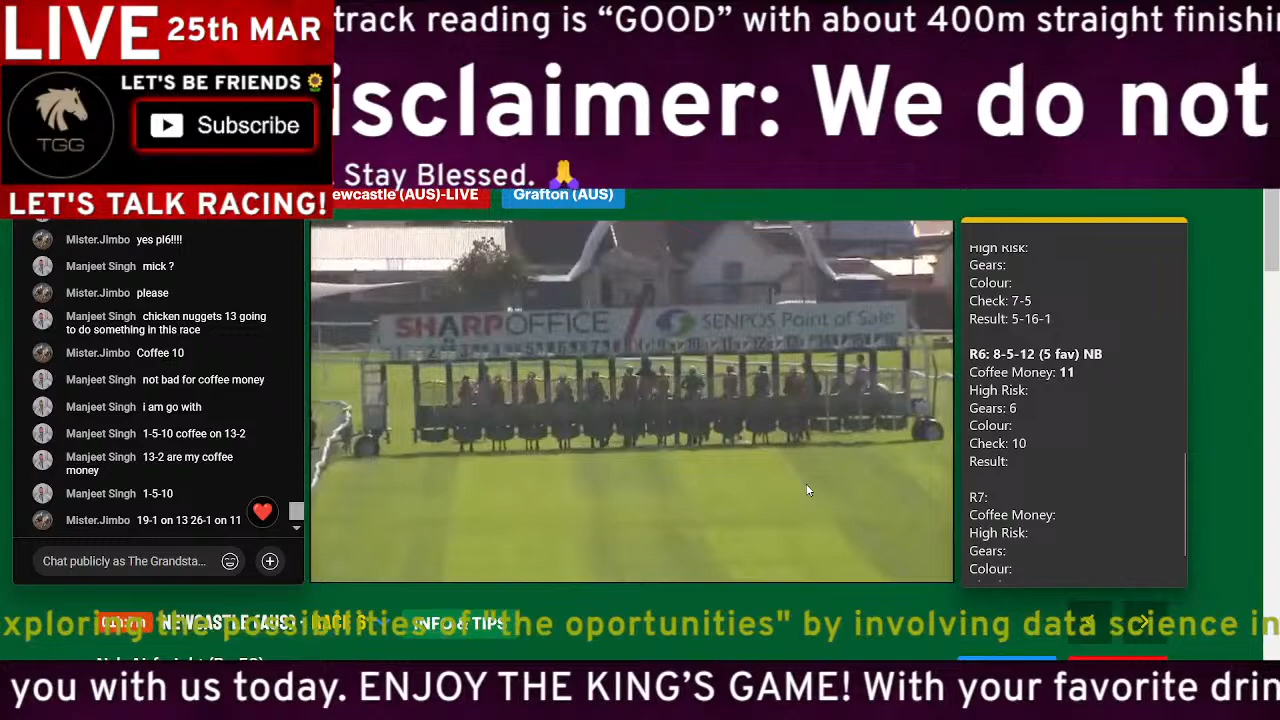 LIVE 25th MAR
track reading is “GOOD” with about 400m straight finishi
LET'S BE FRIENDS 🌻
TGG
Subscribe
isclaimer: We do not
Stay Blessed. 🙏
LET'S TALK RACING!
ewcastle (AUS)-LIVE
Grafton (AUS)
Mister.Jimbo yes pl6!!!!
Manjeet Singh mick ?
Mister.Jimbo please
Manjeet Singh chicken nuggets 13 going
to do something in this race
Mister.Jimbo Coffee 10
Manjeet Singh not bad for coffee money
Manjeet Singh i am go with
Manjeet Singh 1-5-10 coffee on 13-2
Manjeet Singh 13-2 are my coffee
money
Manjeet Singh 1-5-10
Mister.Jimbo 19-1 on 13 26-1 on 11
Chat publicly as The Grandsta...
SHARPOFFICE
SENPOS Point of Sale
High Risk:
Gears:
Colour:
Check: 7-5
Result: 5-16-1
R6: 8-5-12 (5 fav) NB
Coffee Money: 11
High Risk:
Gears: 6
Colour:
Check: 10
Result:
R7:
Coffee Money:
High Risk:
Gears:
Colour:
NEWCASTLE (AUS) - RACE 6
INFO & TIPS
xploring the possibilities of "the oportunities" by involving data science in
you with us today. ENJOY THE KING’S GAME! With your favorite drin